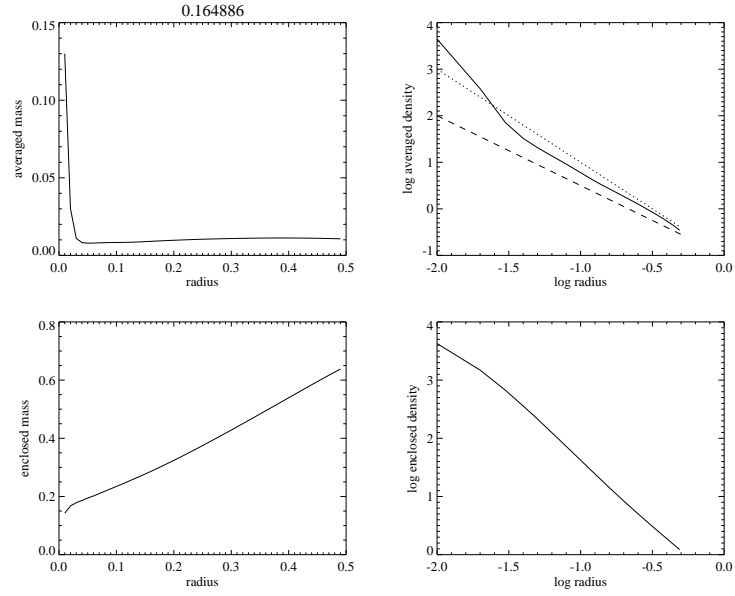 0.164886
averaged mass
0.15
0.10
0.05
0.00
0.0 0.1 0.2 0.3 0.4 0.5
radius
log averaged density
4
3
2
1
0
-1
-2.0 -1.5 -1.0 -0.5 0.0
log radius
enclosed mass
0.8
0.6
0.4
0.2
0.0
0.0 0.1 0.2 0.3 0.4 0.5
radius
log enclosed density
4
3
2
1
0
-2.0 -1.5 -1.0 -0.5 0.0
log radius